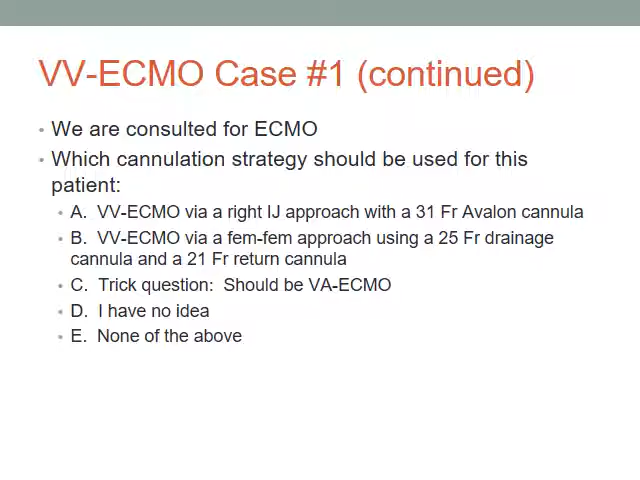 VV-ECMO Case #1 (continued)
• We are consulted for ECMO
• Which cannulation strategy should be used for this
patient:
• A. VV-ECMO via a right IJ approach with a 31 Fr Avalon cannula
• B. VV-ECMO via a fem-fem approach using a 25 Fr drainage
cannula and a 21 Fr return cannula
• C. Trick question: Should be VA-ECMO
• D. I have no idea
• E. None of the above